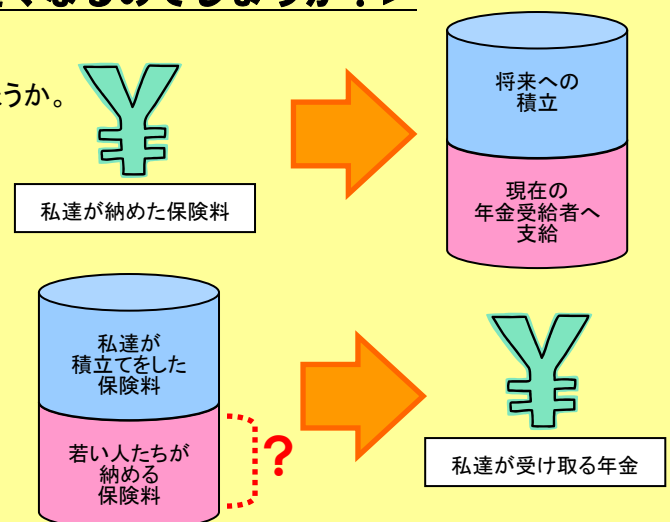 ょうか。
私達が納めた保険料
将来への
積立
現在の
年金受給者へ
支給
私達が
積立てをした
保険料
若い人たちが
納める
保険料
?
私達が受け取る年金